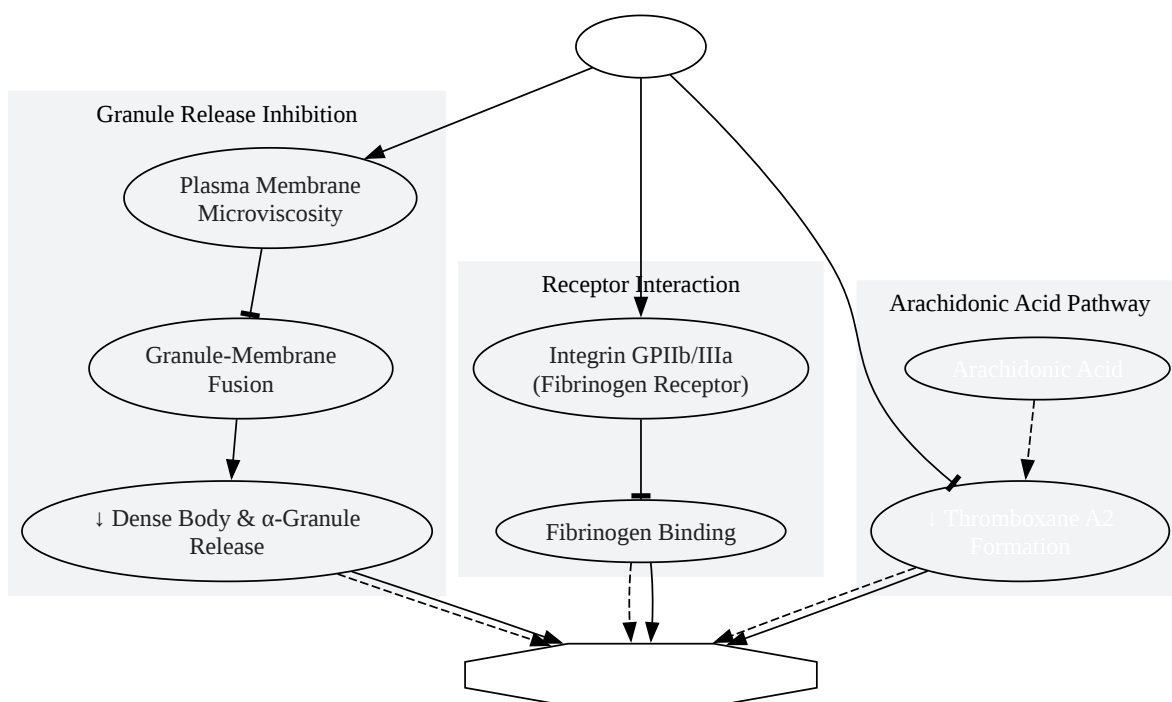 Granule Release Inhibition
Plasma Membrane
Microviscosity
Granule-Membrane
Fusion
↓ Dense Body & α-Granule
Release
Receptor Interaction
Integrin GPIIb/IIIa
(Fibrinogen Receptor)
Fibrinogen Binding
Arachidonic Acid Pathway
Arachidonic Acid
↓ Thromboxane A2
Formation